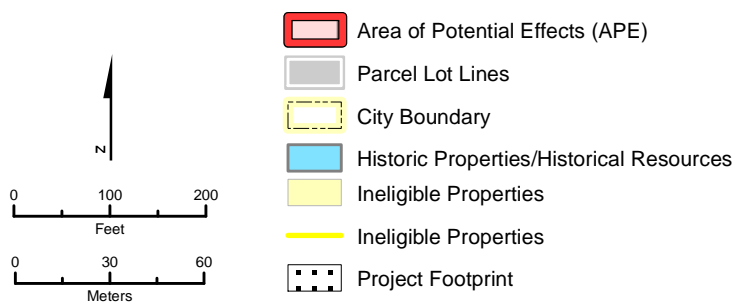 N
0 100 200
Feet
0 30 60
Meters
Area of Potential Effects (APE)
Parcel Lot Lines
City Boundary
Historic Properties/Historical Resources
Ineligible Properties
Ineligible Properties
Project Footprint